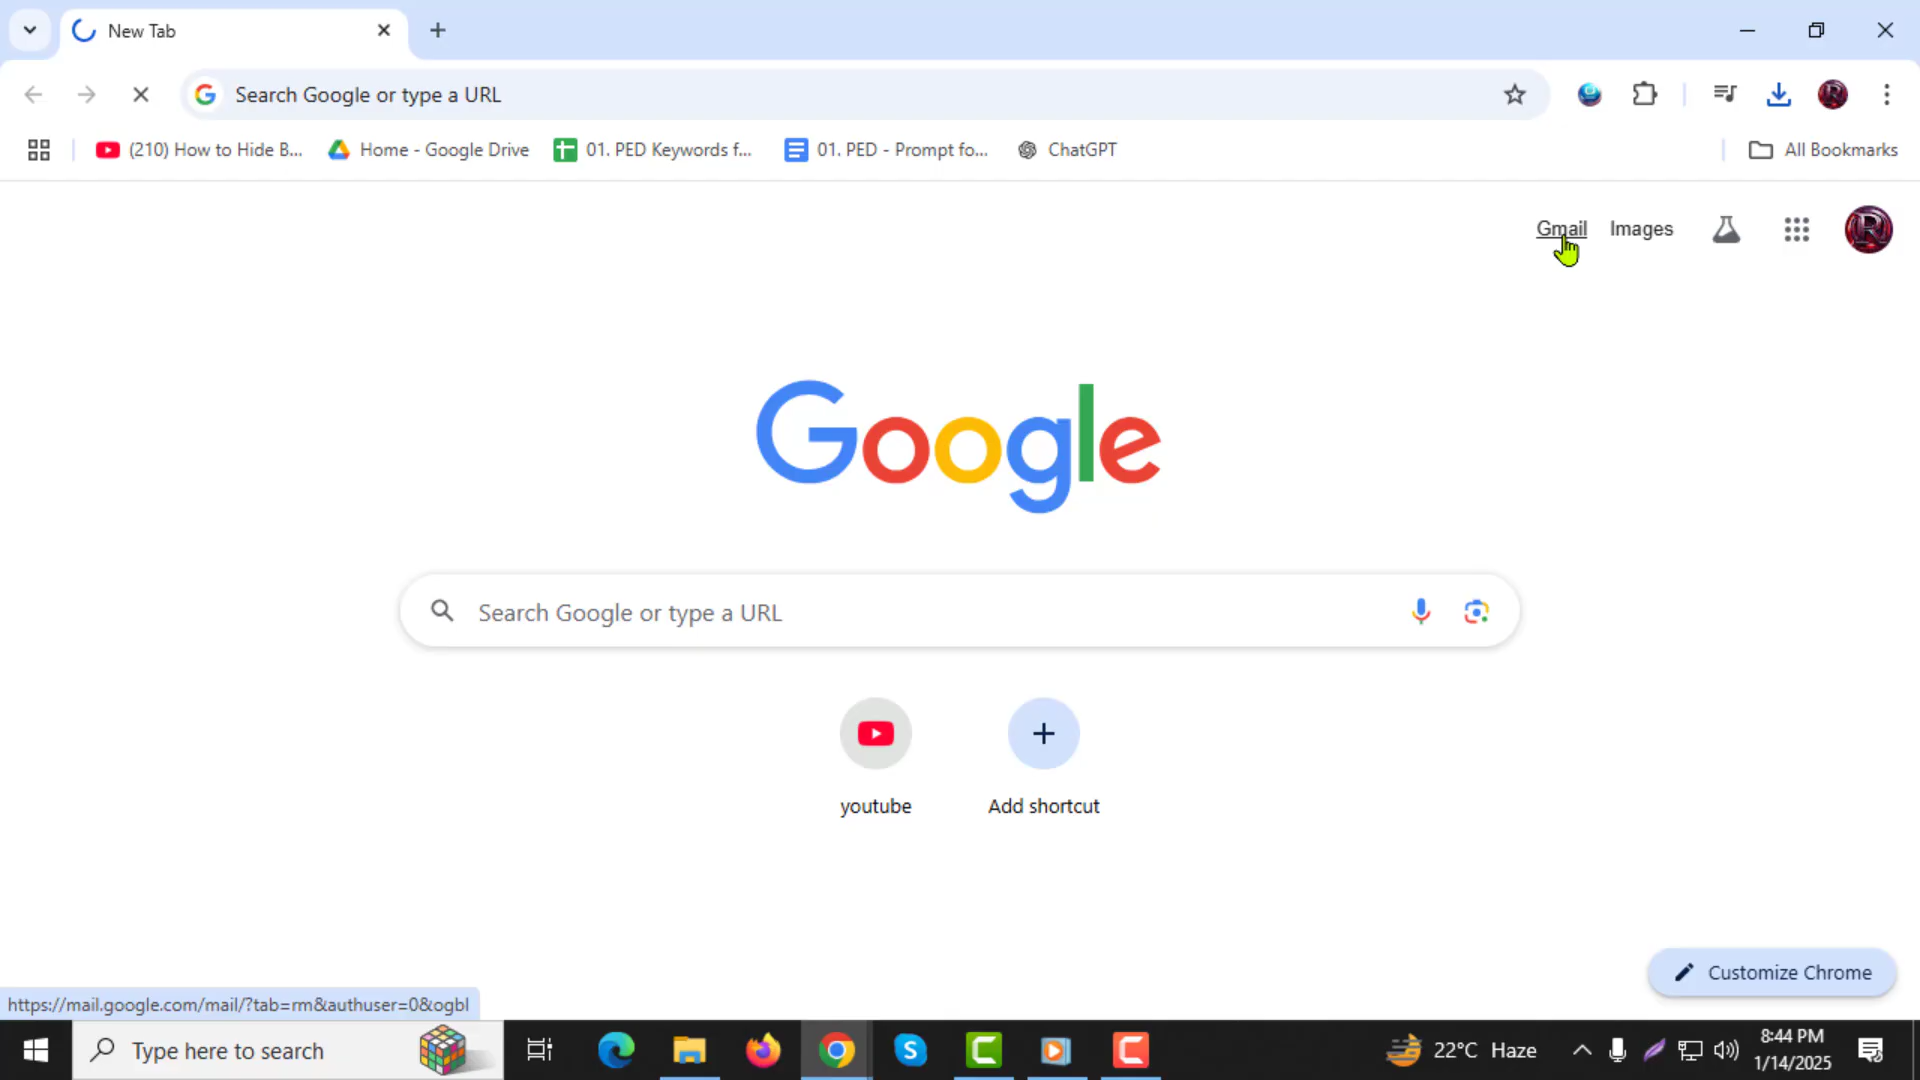 New Tab
Search Google or type a URL
(210) How to Hide B...
Home - Google Drive
01. PED Keywords f...
01. PED - Prompt fo...
ChatGPT
All Bookmarks
Gmail
Images
Google
Search Google or type a URL
youtube
Add shortcut
Customize Chrome
https://mail.google.com/mail/?tab=rm&authuser=0&ogbl
Type here to search
22°C Haze
8:44 PM
1/14/2025